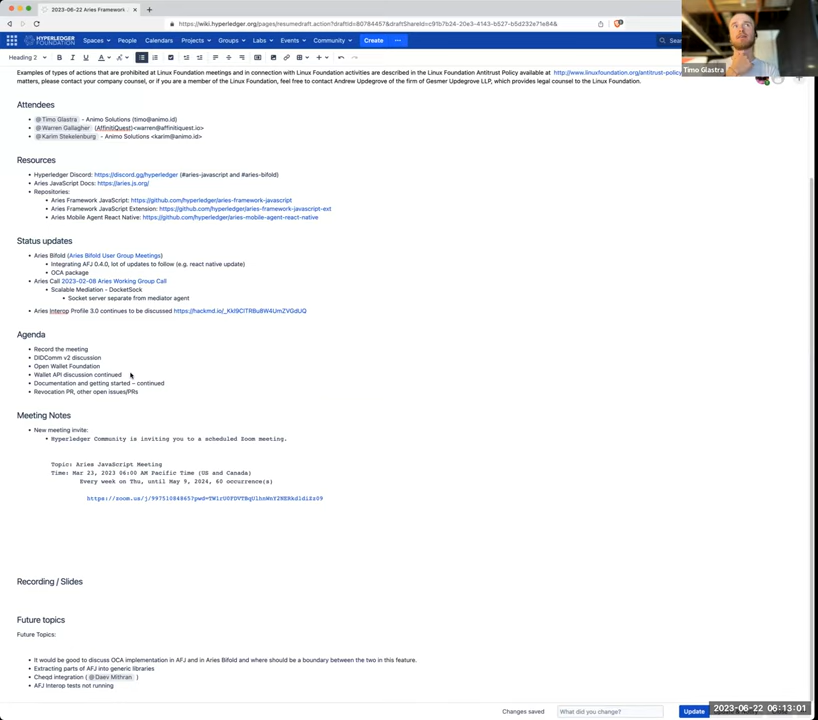 2023-06-22 Aries Framework
https://wiki.hyperledger.org/pages/resumedraft.action?draftId=80784457&draftShareId=c91b7b24-20e3-4143-b527-b5d232e71e84&
HYPERLEDGER FOUNDATION Spaces People Calendars Projects Groups Labs Events Community Create ···
Heading 2 B I U A
Timo Glastra
Examples of types of actions that are prohibited at Linux Foundation meetings and in connection with Linux Foundation activities are described in the Linux Foundation Antitrust Policy available at http://www.linuxfoundation.org/antitrust-policy
matters, please contact your company counsel, or if you are a member of the Linux Foundation, feel free to contact Andrew Updegrove of the firm of Gesmer Updegrove LLP, which provides legal counsel to the Linux Foundation.
Attendees
• @Timo Glastra - Animo Solutions (timo@animo.id)
• @Warren Gallagher (AffinitiQuest)<warren@affinitiquest.io>
• @Karim Stekelenburg - Animo Solutions <karim@animo.id>
Resources
• Hyperledger Discord: https://discord.gg/hyperledger (#aries-javascript and #aries-bifold)
• Aries JavaScript Docs: https://aries.js.org/
• Repositories:
• Aries Framework JavaScript: https://github.com/hyperledger/aries-framework-javascript
• Aries Framework JavaScript Extension: https://github.com/hyperledger/aries-framework-javascript-ext
• Aries Mobile Agent React Native: https://github.com/hyperledger/aries-mobile-agent-react-native
Status updates
• Aries Bifold (Aries Bifold User Group Meetings)
• Integrating AFJ 0.4.0, lot of updates to follow (e.g. react native update)
• OCA package
• Aries Call 2023-02-08 Aries Working Group Call
• Scalable Mediation - DocketSock
• Socket server separate from mediator agent
• Aries Interop Profile 3.0 continues to be discussed
Agenda
• Record the meeting
• DIDComm v2 discussion
• Open Wallet Foundation
• Wallet API discussion continued
• Documentation and getting started – continued
• Revocation PR, other open issues/PRs
Meeting Notes
• New meeting invite:
• Hyperledger Community is inviting you to a scheduled Zoom meeting.
Topic: Aries JavaScript Meeting
Time: Mar 23, 2023 06:00 AM Pacific Time (US and Canada)
Every week on Thu, until May 9, 2024, 60 occurrence(s)
Recording / Slides
Future topics
Future Topics:
• It would be good to discuss OCA implementation in AFJ and in Aries Bifold and where should be a boundary between the two in this feature.
• Extracting parts of AFJ into generic libraries
• Cheqd integration ( @Daev Mithran )
• AFJ Interop tests not running
Changes saved What did you change? Update 2023-06-22 06:13:01